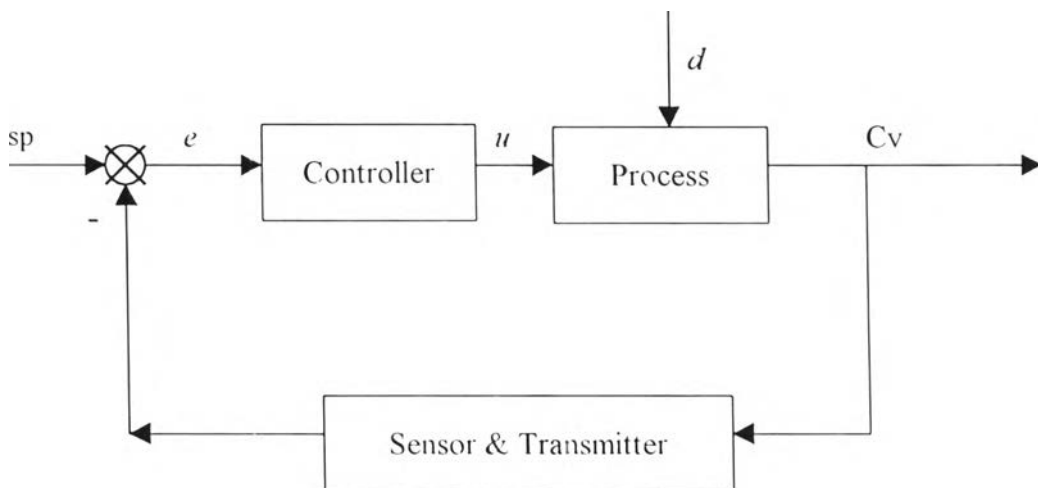 d
sp
e
Controller
u
Process
Cv
-
Sensor & Transmitter